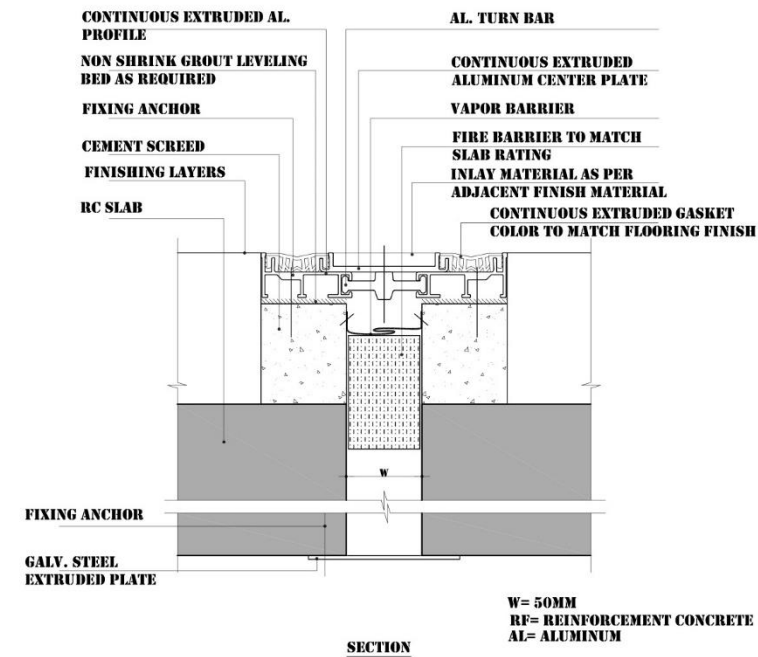 CONTINUOUS EXTRUDED AL.
PROFILE
NON SHRINK GROUT LEVELING
BED AS REQUIRED
FIXING ANCHOR
CEMENT SCREED
FINISHING LAYERS
RC SLAB
AL. TURN BAR
CONTINUOUS EXTRUDED
ALUMINUM CENTER PLATE
VAPOR BARRIER
FIRE BARRIER TO MATCH
SLAB RATING
INLAY MATERIAL AS PER
ADJACENT FINISH MATERIAL
CONTINUOUS EXTRUDED GASKET
COLOR TO MATCH FLOORING FINISH
W
FIXING ANCHOR
GALV. STEEL
EXTRUDED PLATE
W= 50MM
RF= REINFORCEMENT CONCRETE
AL= ALUMINUM
SECTION